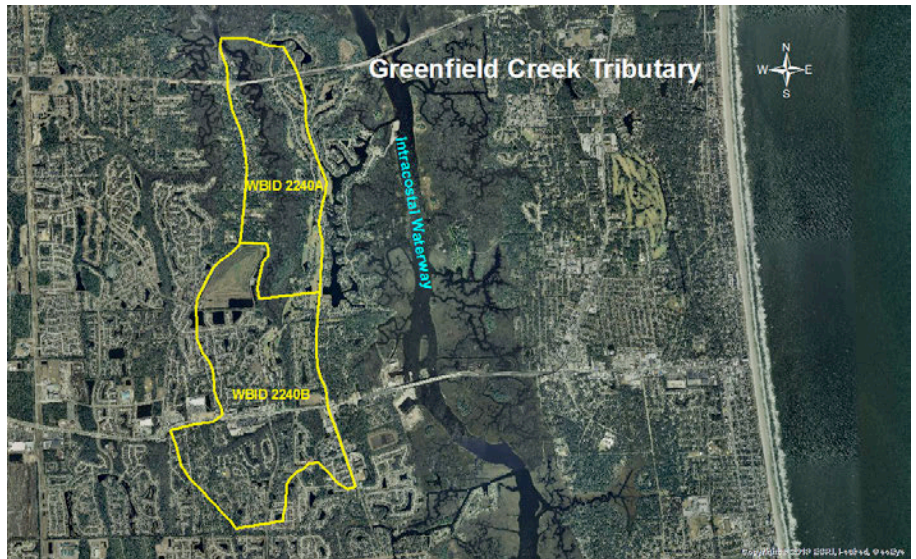 Greenfield Creek Tributary
N
W E
S
Intracostal Waterway
WBID 2240A
WBID 2240B